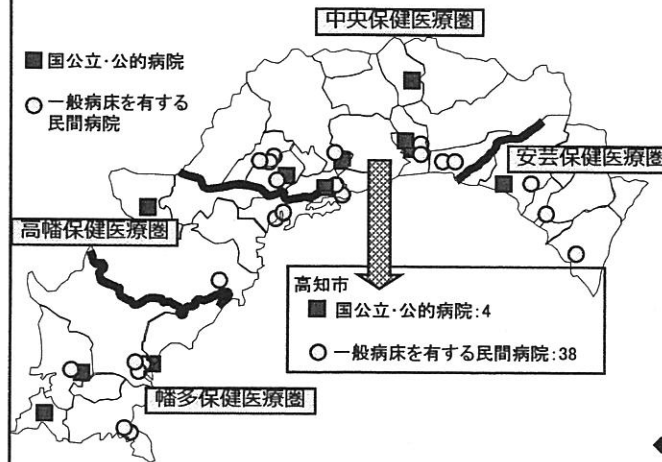 中央保健医療圏
■国公立・公的病院
○一般病床を有する
民間病院
安芸保健医療圏
高幡保健医療圏
高知市
■ 国公立・公的病院:4
○ 一般病床を有する民間病院:38
幡多保健医療圏